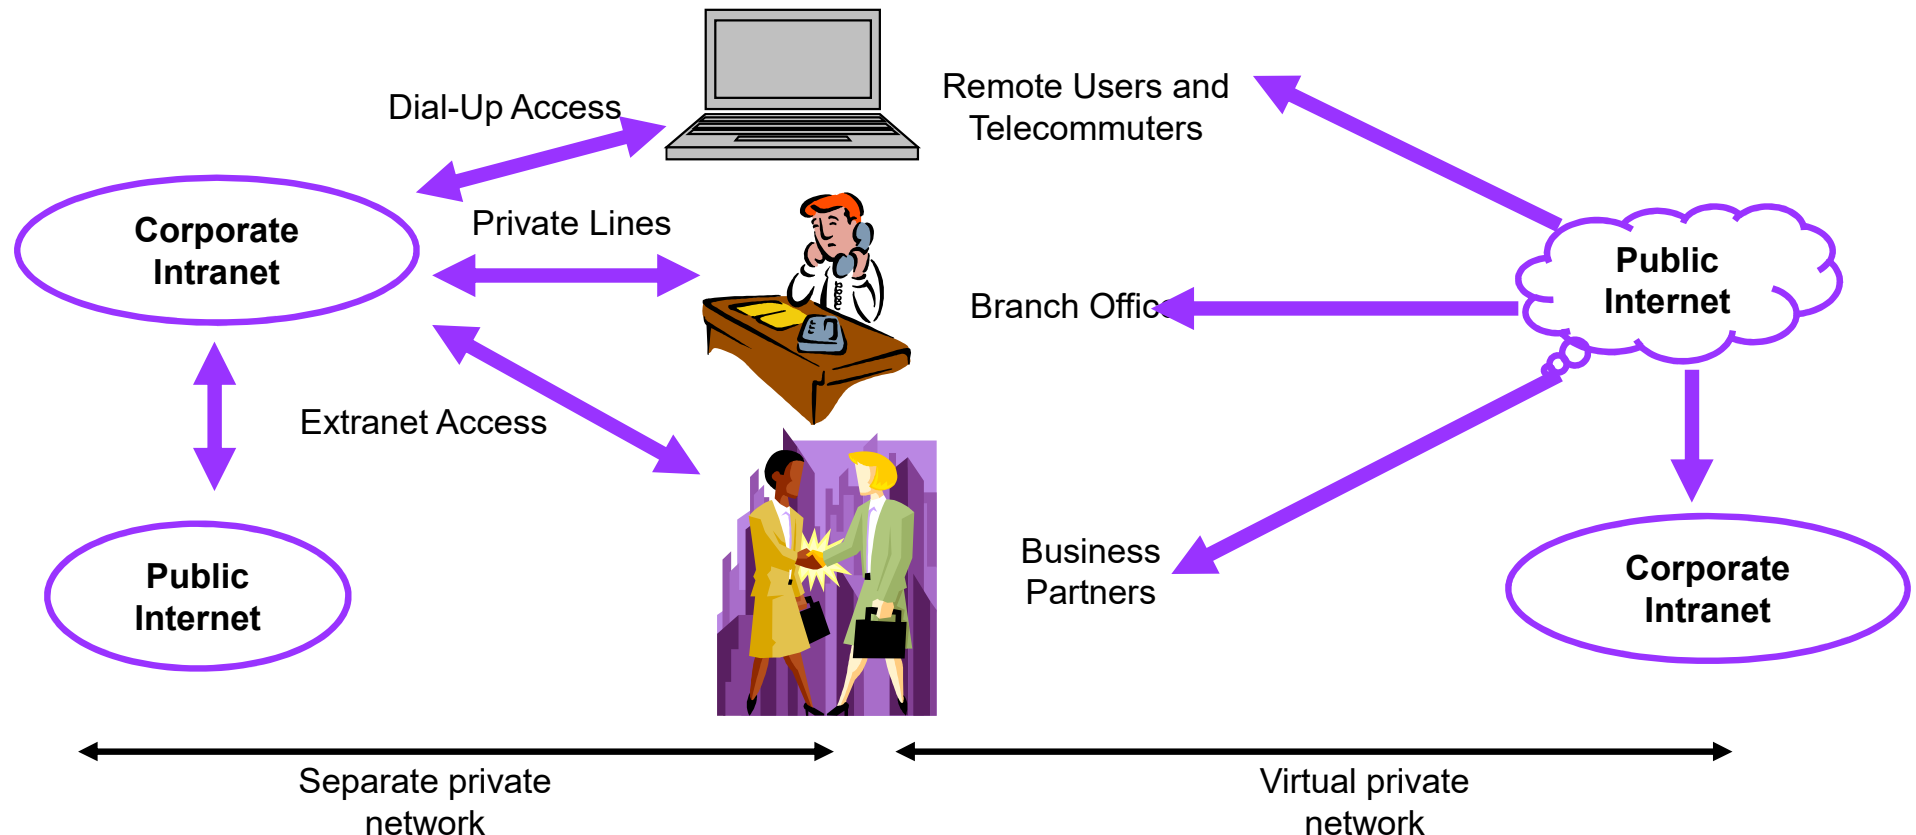 Dial-Up Access
Remote Users and
Telecommuters
Corporate
Intranet
Private Lines
Public
Internet
Branch Office
Extranet Access
Business
Partners
Public
Internet
Corporate
Intranet
Separate private
network
Virtual private
network